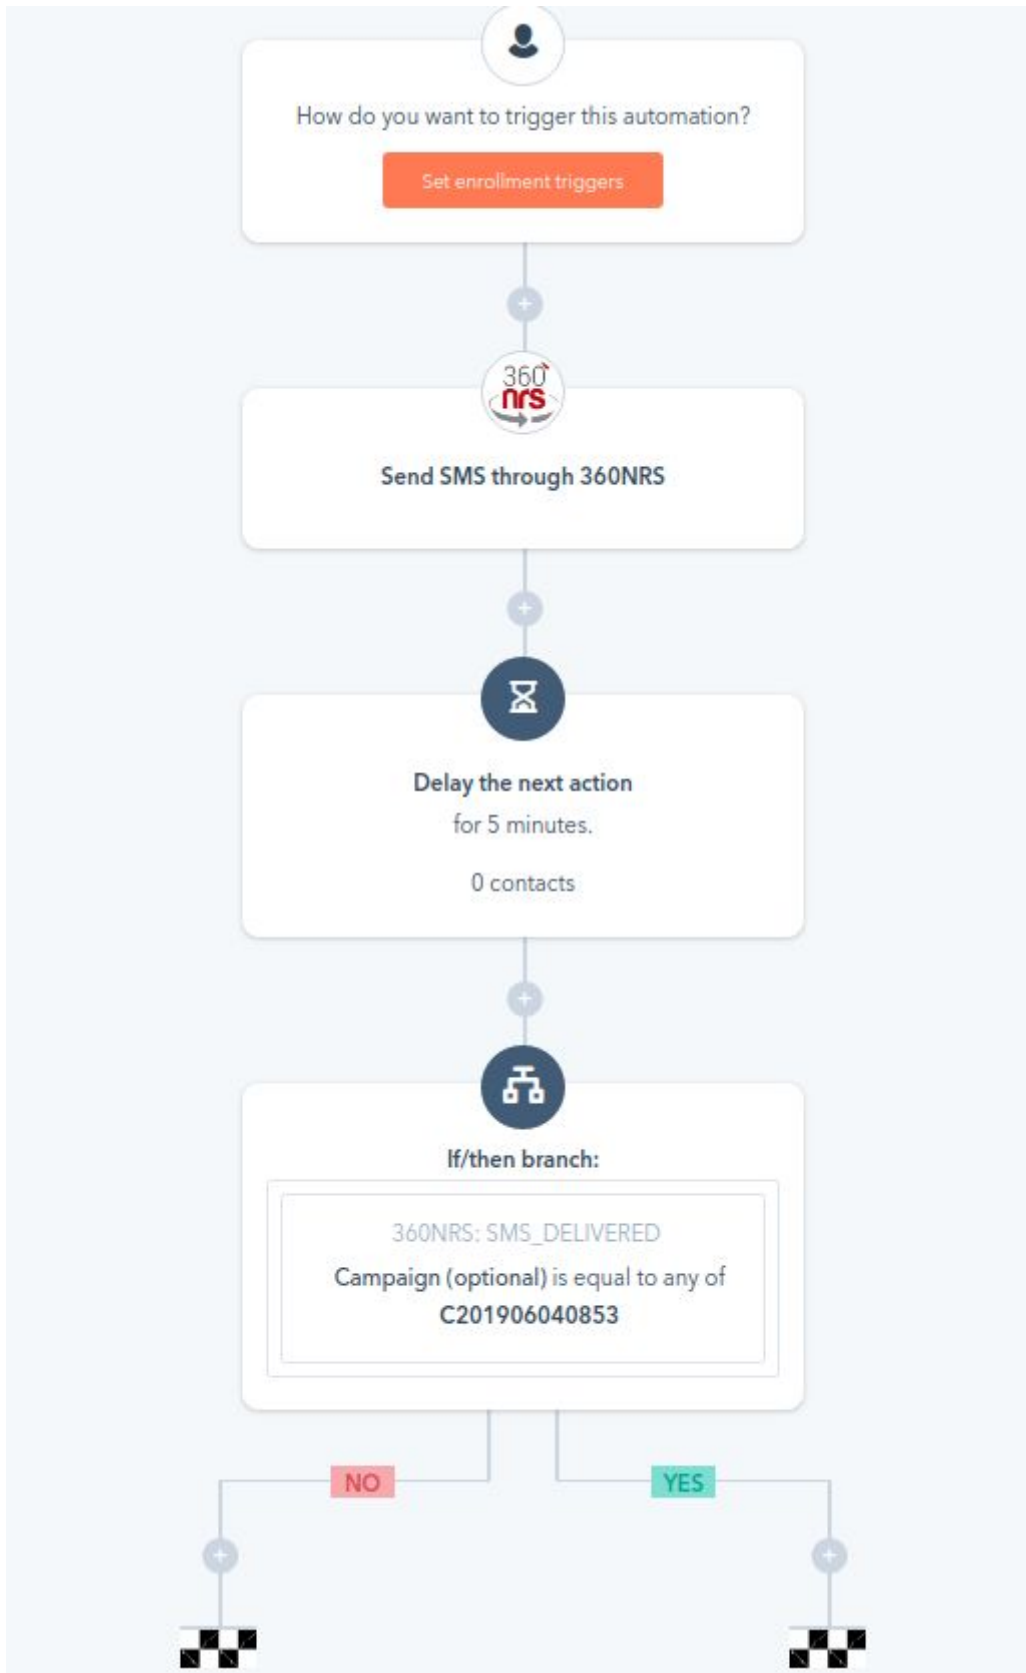 How do you want to trigger this automation?
Set enrollment triggers
360
nrs
Send SMS through 360NRS
Delay the next action
for 5 minutes.
0 contacts
If/then branch:
360NRS: SMS_DELIVERED
Campaign (optional) is equal to any of
C201906040853
NO
YES